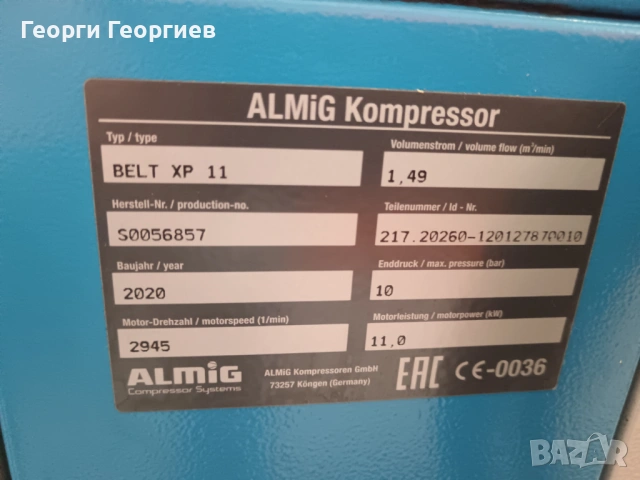 Георги Георгиев
ALMiG Kompressor
Typ / type
BELT XP 11
Volumenstrom / volume flow (m³/min)
1,49
Herstell-Nr. / production-no.
S0056857
Teilenummer / Id - Nr.
217.20260-120127870010
Baujahr / year
2020
Enddruck / max. pressure (bar)
10
Motor-Drehzahl / motorspeed (1/min)
2945
Motorleistung / motorpower (kW)
11,0
ALMiG
Compressor Systems
ALMiG Kompressoren GmbH
73257 Köngen (Germany)
EAC CE-0036
BAZAR